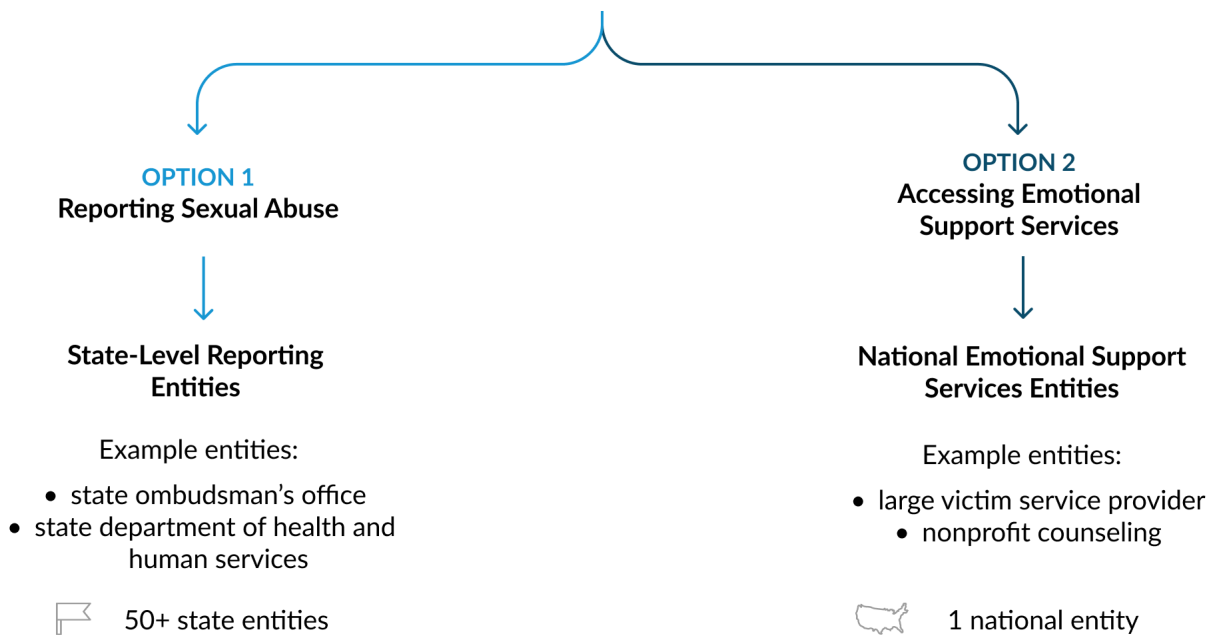 OPTION 1
Reporting Sexual Abuse
State-Level Reporting
Entities
Example entities:
• state ombudsman's office
• state department of health and
human services
50+ state entities
OPTION 2
Accessing Emotional
Support Services
National Emotional Support
Services Entities
Example entities:
• large victim service provider
• nonprofit counseling
1 national entity